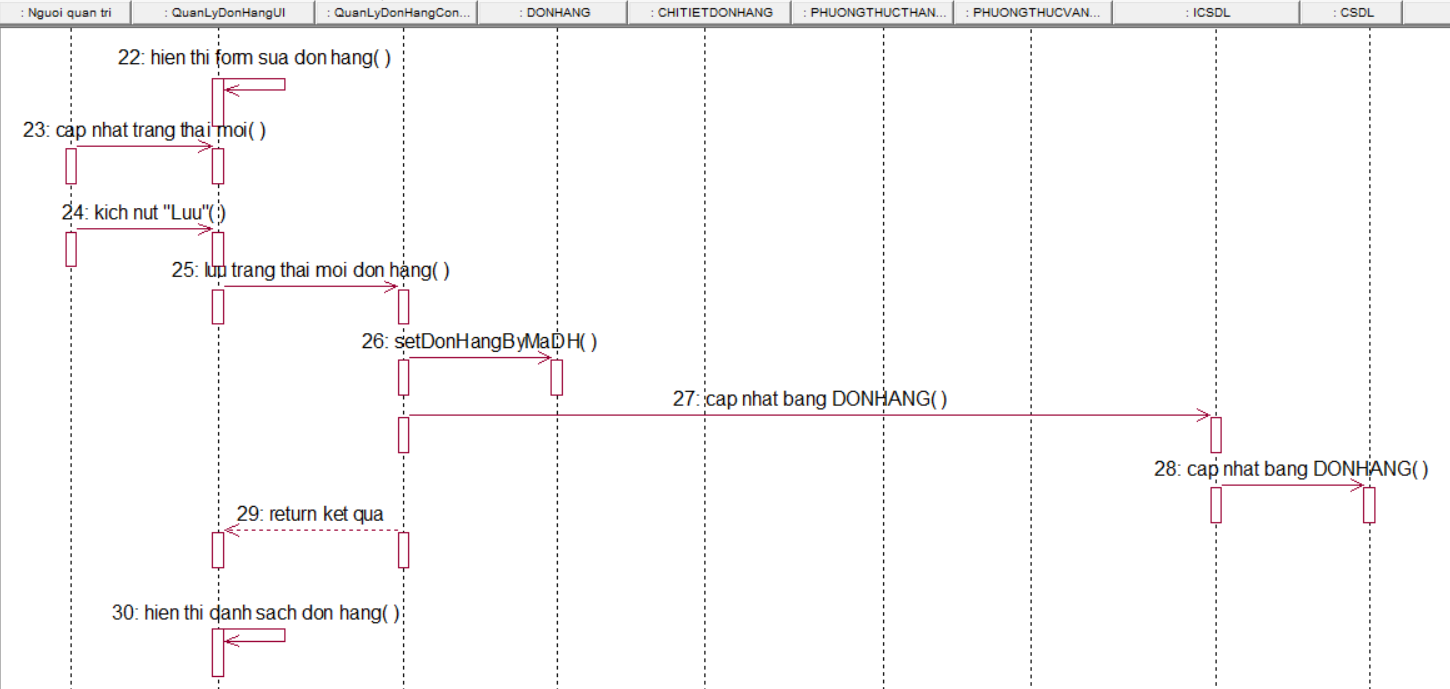 : Nguoi quan tri : QuanLyDonHangUI : QuanLyDonHangCon... : DONHANG : CHITIETDONHANG : PHUONGTHUCTHAN... : PHUONGTHUCVAN... : ICSDL : CSDL
22: hien thi form sua don hang( )
23: cap nhat trang thai moi( )
24: kich nut "Luu"( )
25: luu trang thai moi don hang( )
26: setDonHangByMaDH( )
27: cap nhat bang DONHANG( )
28: cap nhat bang DONHANG( )
29: return ket qua
30: hien thi danh sach don hang( )